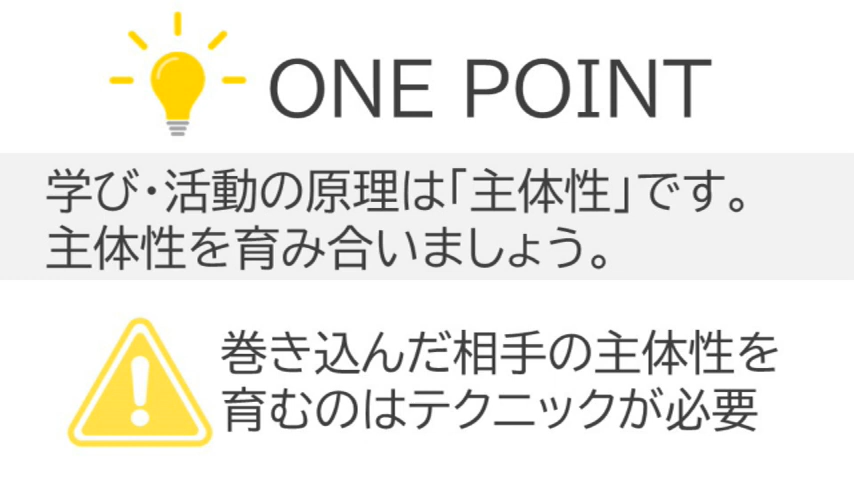 ONE POINT
学び・活動の原理は「主体性」です。
主体性を育み合いましょう。
巻き込んだ相手の主体性を
育むのはテクニックが必要